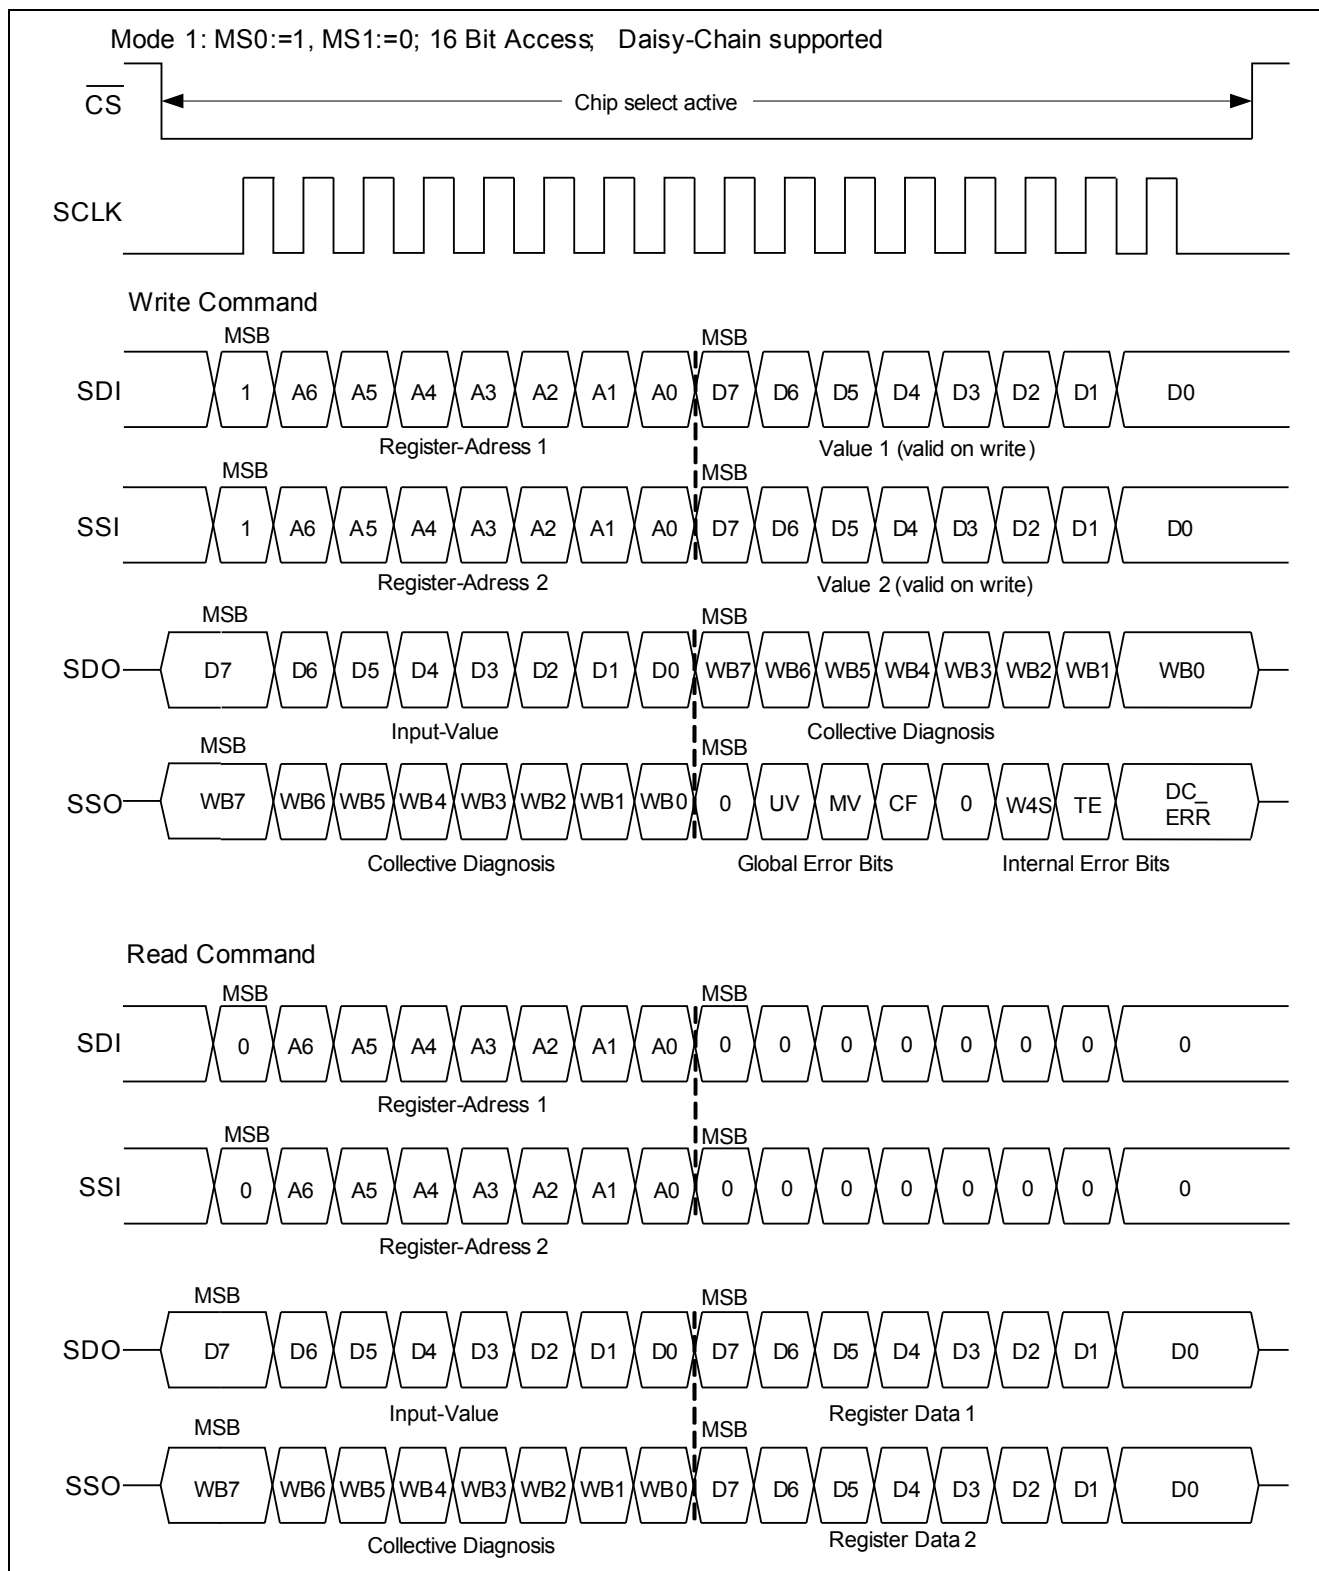 Mode 1: MS0:=1, MS1:=0; 16 Bit Access; Daisy-Chain supported
CS
Chip select active
SCLK
Write Command
MSB MSB
SDI 1 A6 A5 A4 A3 A2 A1 A0 D7 D6 D5 D4 D3 D2 D1 D0
Register-Adress 1 Value 1 (valid on write)
MSB MSB
SSI 1 A6 A5 A4 A3 A2 A1 A0 D7 D6 D5 D4 D3 D2 D1 D0
Register-Adress 2 Value 2 (valid on write)
MSB MSB
SDO D7 D6 D5 D4 D3 D2 D1 D0 WB7 WB6 WB5 WB4 WB3 WB2 WB1 WB0
Input-Value Collective Diagnosis
MSB MSB
SSO WB7 WB6 WB5 WB4 WB3 WB2 WB1 WB0 0 UV MV CF 0 W4S TE DC_
ERR
Collective Diagnosis Global Error Bits Internal Error Bits
Read Command
MSB MSB
SDI 0 A6 A5 A4 A3 A2 A1 A0 0 0 0 0 0 0 0 0
Register-Adress 1
MSB MSB
SSI 0 A6 A5 A4 A3 A2 A1 A0 0 0 0 0 0 0 0 0
Register-Adress 2
MSB MSB
SDO D7 D6 D5 D4 D3 D2 D1 D0 D7 D6 D5 D4 D3 D2 D1 D0
Input-Value Register Data 1
MSB MSB
SSO WB7 WB6 WB5 WB4 WB3 WB2 WB1 WB0 D7 D6 D5 D4 D3 D2 D1 D0
Collective Diagnosis Register Data 2